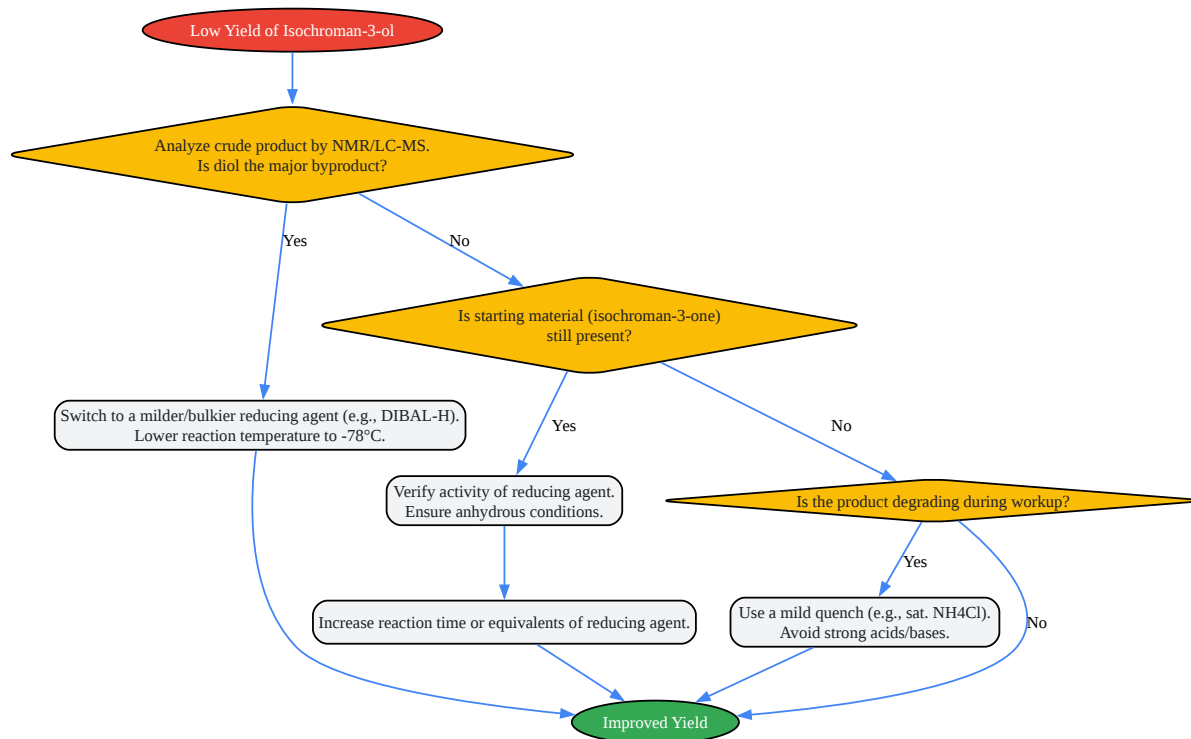 Low Yield of Isochroman-3-ol
Analyze crude product by NMR/LC-MS.
Is diol the major byproduct?
Yes
No
Is starting material (isochroman-3-one)
still present?
Switch to a milder/bulkier reducing agent (e.g., DIBAL-H).
Lower reaction temperature to -78°C.
Yes
No
Verify activity of reducing agent.
Ensure anhydrous conditions.
Is the product degrading during workup?
Yes
Increase reaction time or equivalents of reducing agent.
Use a mild quench (e.g., sat. NH4Cl).
Avoid strong acids/bases.
No
Improved Yield